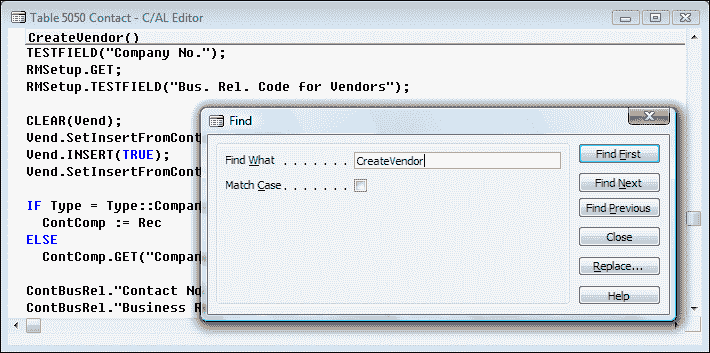 Table 5050 Contact - C/AL Editor
CreateVendor()
TESTFIELD("Company No.");
RMSetup.GET;
RMSetup.TESTFIELD("Bus. Rel. Code for Vendors");
CLEAR(Vend);
Vend.SetInsertFromCont
Vend.INSERT(TRUE);
Vend.SetInsertFromCont
IF Type = Type::Compan
ContComp := Rec
ELSE
ContComp.GET("Compan
ContBusRel."Contact No
ContBusRel."Business R
Find
Find What . . . . . . . CreateVendor
Match Case . . . . . . .
Find First
Find Next
Find Previous
Close
Replace...
Help